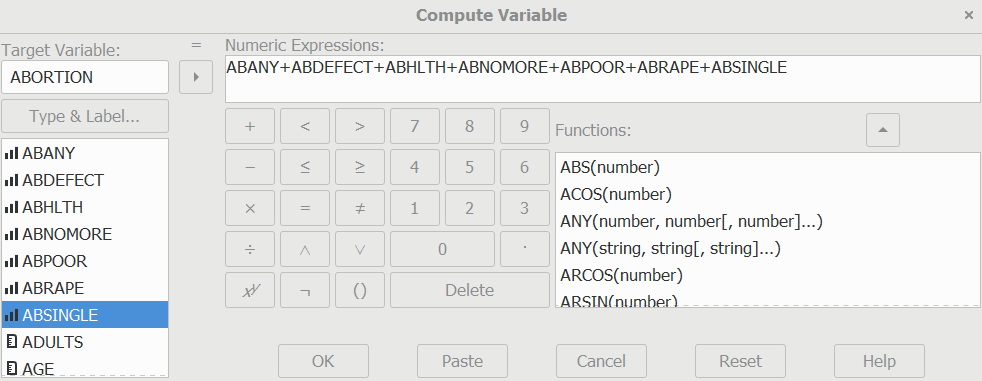 Compute Variable ×
Target Variable: = Numeric Expressions:
ABORTION ABANY+ABDEFECT+ABHLTH+ABNOMORE+ABPOOR+ABRAPE+ABSINGLE
Type & Label...
+ < > 7 8 9 Functions:
ABANY
ABDEFECT
ABHLTH
ABNOMORE
ABPOOR
ABRAPE
ABSINGLE
ADULTS
AGE
− ≤ ≥ 4 5 6
× = ≠ 1 2 3
÷ ∧ ∨ 0 ·
xʸ ¬ () Delete
ABS(number)
ACOS(number)
ANY(number, number[, number]...)
ANY(string, string[, string]...)
ARCOS(number)
ARSIN(number)
OK Paste Cancel Reset Help